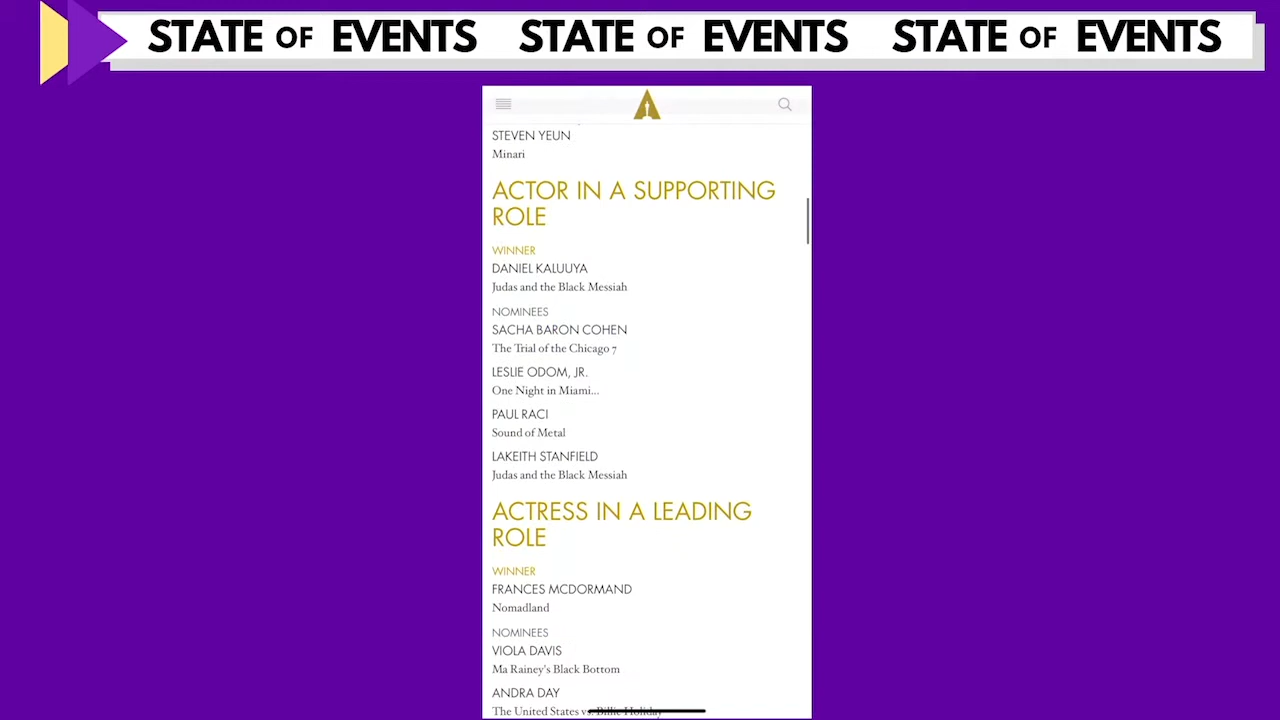 STATE OF EVENTS STATE OF EVENTS STATE OF EVENTS
STEVEN YEUN
Minari
ACTOR IN A SUPPORTING
ROLE
WINNER
DANIEL KALUUYA
Judas and the Black Messiah
NOMINEES
SACHA BARON COHEN
The Trial of the Chicago 7
LESLIE ODOM, JR.
One Night in Miami...
PAUL RACI
Sound of Metal
LAKEITH STANFIELD
Judas and the Black Messiah
ACTRESS IN A LEADING
ROLE
WINNER
FRANCES MCDORMAND
Nomadland
NOMINEES
VIOLA DAVIS
Ma Rainey's Black Bottom
ANDRA DAY
The United States vs. Billie Holiday